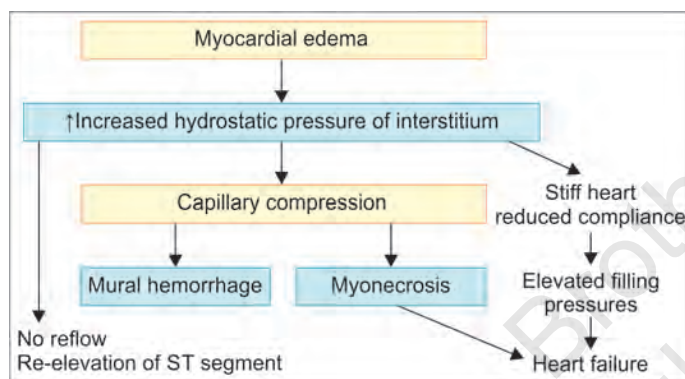 Myocardial edema
↑Increased hydrostatic pressure of interstitium
Capillary compression
Stiff heart
reduced compliance
Mural hemorrhage
Myonecrosis
Elevated filling
pressures
No reflow
Re-elevation of ST segment
Heart failure